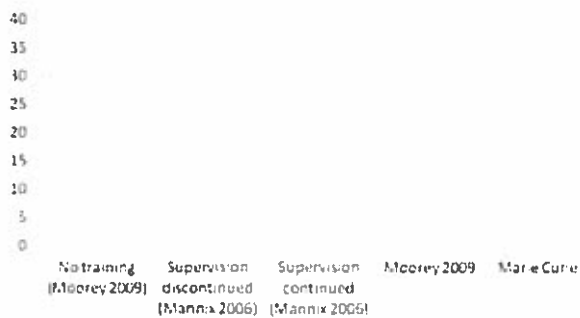 40
35
30
25
20
15
10
5
0
No training
(Moorey 2009)
Supervision
discontinued
(Mannix 2006)
Supervision
continued
(Mannix 2006)
Moorey 2009
Marie Curie